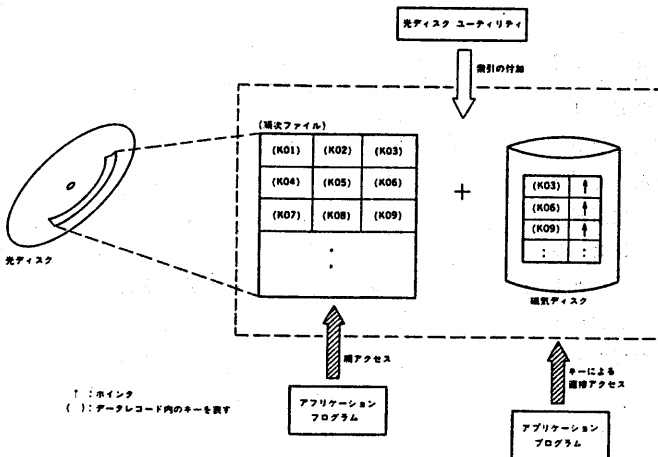 光ディスク ユーティリティ
索引の付加
(順次ファイル)
(K01) (K02) (K03)
(K04) (K05) (K06)
(K07) (K08) (K09)
:
+
(K03) ↑
(K06) ↑
(K09) ↑
: :
光ディスク
磁気ディスク
順アクセス
キーによる
直接アクセス
↑ : ポインタ
( ) : データレコード内のキーを表す
アプリケーション
プログラム
アプリケーション
プログラム